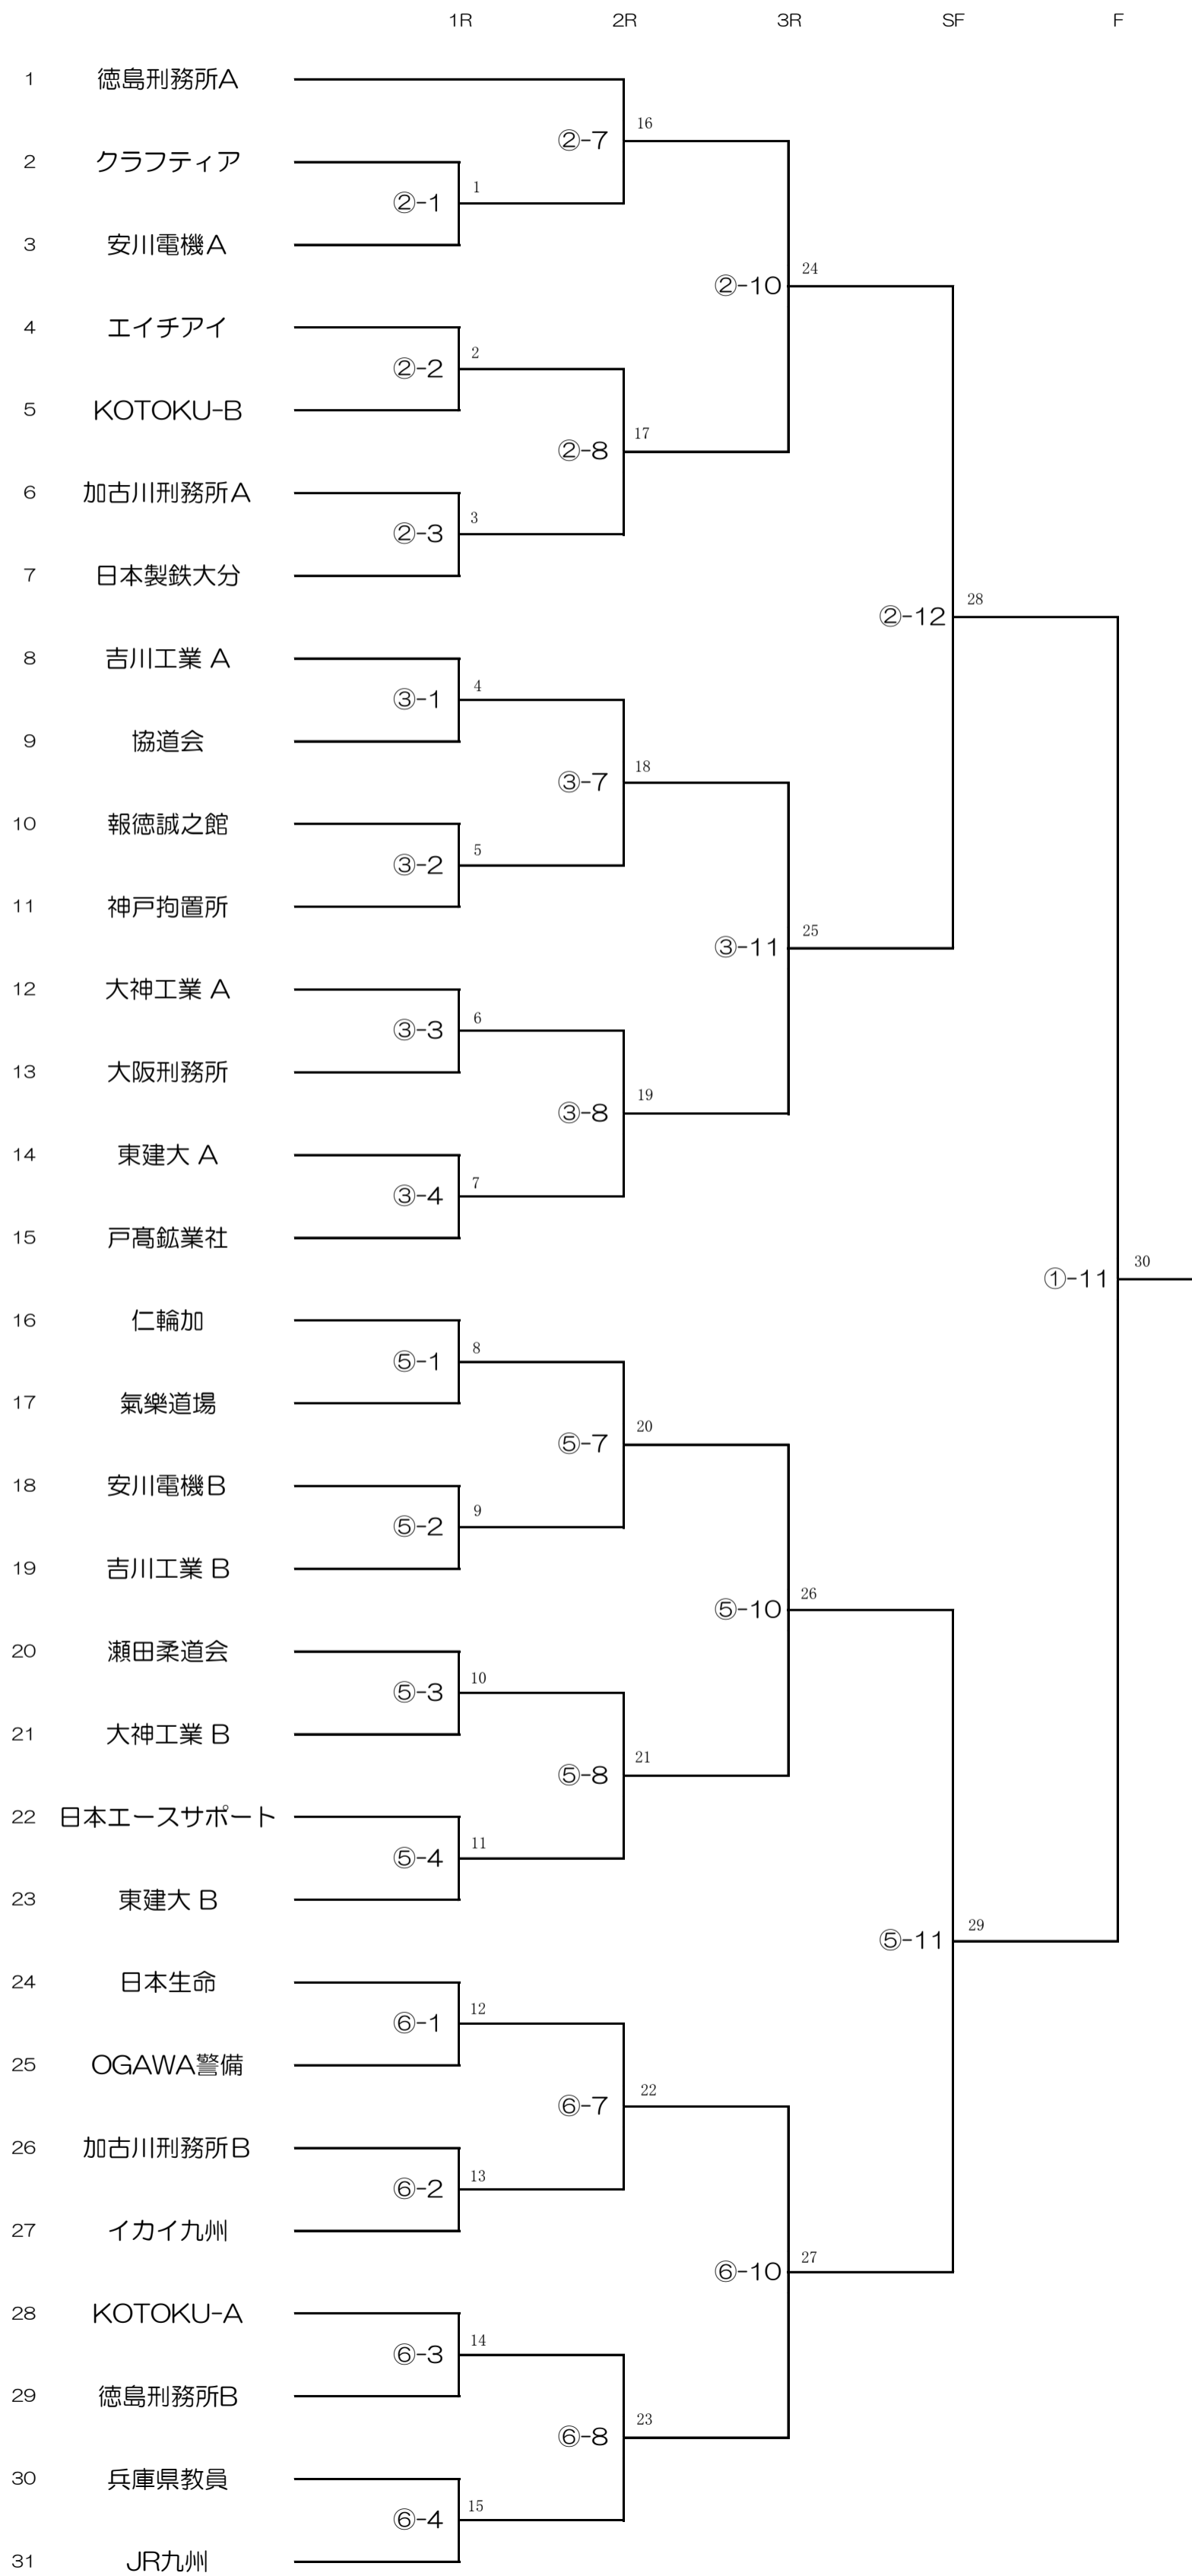 1R 2R 3R SF F
1 徳島刑務所A
16
②-7
2 クラフティア
1
②-1
3 安川電機A
24
②-10
4 エイチアイ
2
②-2
5 KOTOKU-B
17
②-8
6 加古川刑務所A
3
②-3
7 日本製鉄大分
28
②-12
8 吉川工業 A
4
③-1
9 協道会
18
③-7
10 報徳誠之館
5
③-2
11 神戸拘置所
25
③-11
12 大神工業 A
6
③-3
13 大阪刑務所
19
③-8
14 東建大 A
7
③-4
15 戸髙鉱業社
30
①-11
16 仁輪加
8
⑤-1
17 氣樂道場
20
⑤-7
18 安川電機B
9
⑤-2
19 吉川工業 B
26
⑤-10
20 瀬田柔道会
10
⑤-3
21 大神工業 B
21
⑤-8
22 日本エースサポート
11
⑤-4
23 東建大 B
29
⑤-11
24 日本生命
12
⑥-1
25 OGAWA警備
22
⑥-7
26 加古川刑務所B
13
⑥-2
27 イカイ九州
27
⑥-10
28 KOTOKU-A
14
⑥-3
29 徳島刑務所B
23
⑥-8
30 兵庫県教員
15
⑥-4
31 JR九州